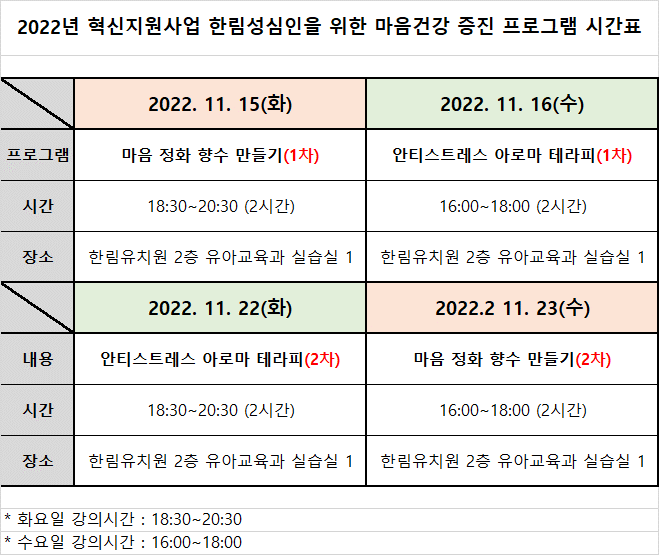 2022년 혁신지원사업 한림성심인을 위한 마음건강 증진 프로그램 시간표
2022. 11. 15(화) 2022. 11. 16(수)
프로그램 마음 정화 향수 만들기(1차) 안티스트레스 아로마 테라피(1차)
시간 18:30~20:30 (2시간) 16:00~18:00 (2시간)
장소 한림유치원 2층 유아교육과 실습실 1 한림유치원 2층 유아교육과 실습실 1
2022. 11. 22(화) 2022.2 11. 23(수)
내용 안티스트레스 아로마 테라피(2차) 마음 정화 향수 만들기(2차)
시간 18:30~20:30 (2시간) 16:00~18:00 (2시간)
장소 한림유치원 2층 유아교육과 실습실 1 한림유치원 2층 유아교육과 실습실 1
* 화요일 강의시간 : 18:30~20:30
* 수요일 강의시간 : 16:00~18:00